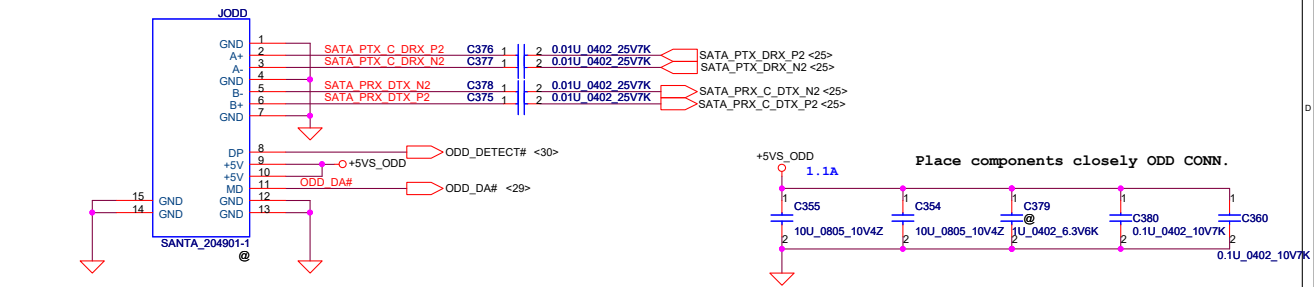 JODD
GND 1
A+ 2 SATA_PTX_C_DRX_P2 C376 1 2 0.01U_0402_25V7K SATA_PTX_DRX_P2 <25>
A- 3 SATA_PTX_C_DRX_N2 C377 1 2 0.01U_0402_25V7K SATA_PTX_DRX_N2 <25>
GND 4
B- 5 SATA_PRX_DTX_N2 C378 1 2 0.01U_0402_25V7K SATA_PRX_C_DTX_N2 <25>
B+ 6 SATA_PRX_DTX_P2 C375 1 2 0.01U_0402_25V7K SATA_PRX_C_DTX_P2 <25>
GND 7
DP 8 ODD_DETECT# <30>
+5V 9 +5VS_ODD
+5V 10
MD 11 ODD_DA# ODD_DA# <29>
15 GND GND 12
14 GND GND 13
SANTA_204901-1
@
D
+5VS_ODD
1.1A
Place components closely ODD CONN.
1 1 1 1 1
C355 C354 C379 C380 C360
@
10U_0805_10V4Z 10U_0805_10V4Z 1U_0402_6.3V6K 0.1U_0402_10V7K
2 2 2 2 2
0.1U_0402_10V7K